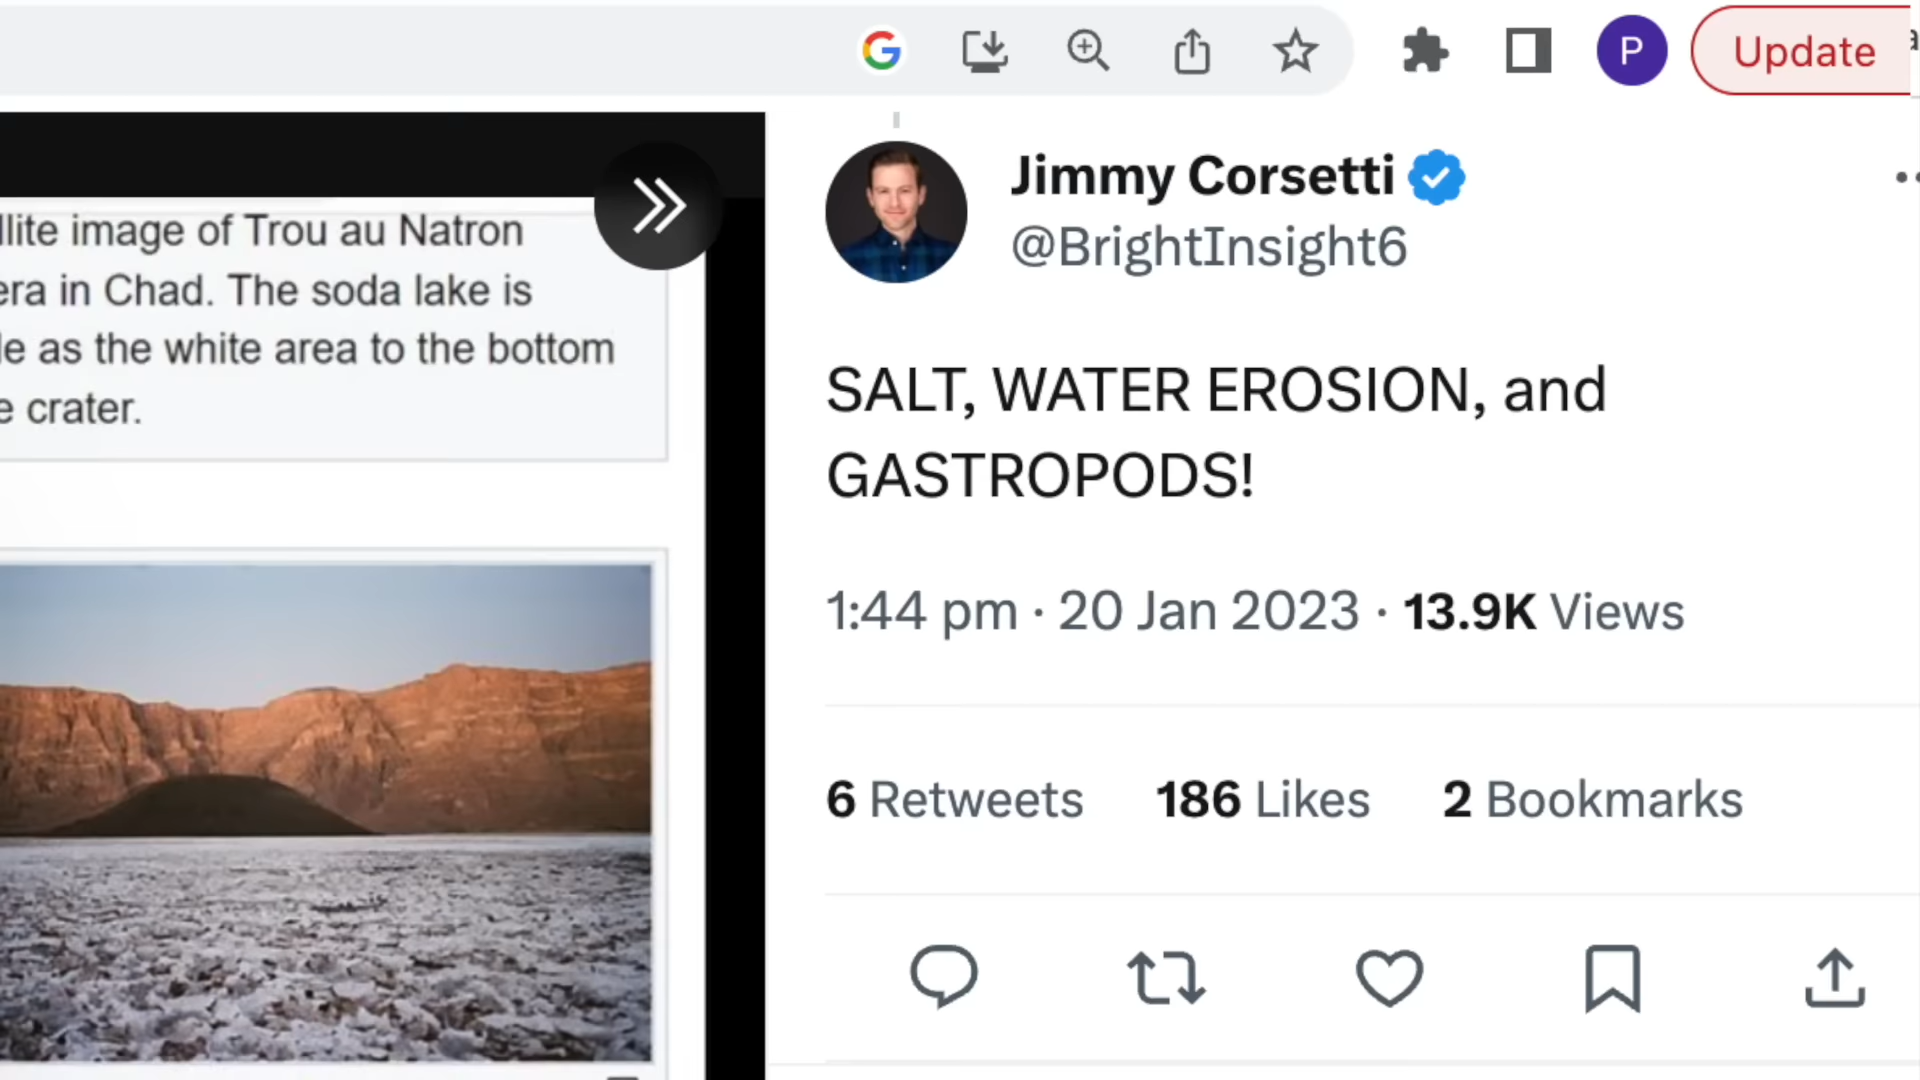 P
Update
llite image of Trou au Natron
era in Chad. The soda lake is
le as the white area to the bottom
e crater.
Jimmy Corsetti
@BrightInsight6
SALT, WATER EROSION, and
GASTROPODS!
1:44 pm · 20 Jan 2023 · 13.9K Views
6 Retweets 186 Likes 2 Bookmarks